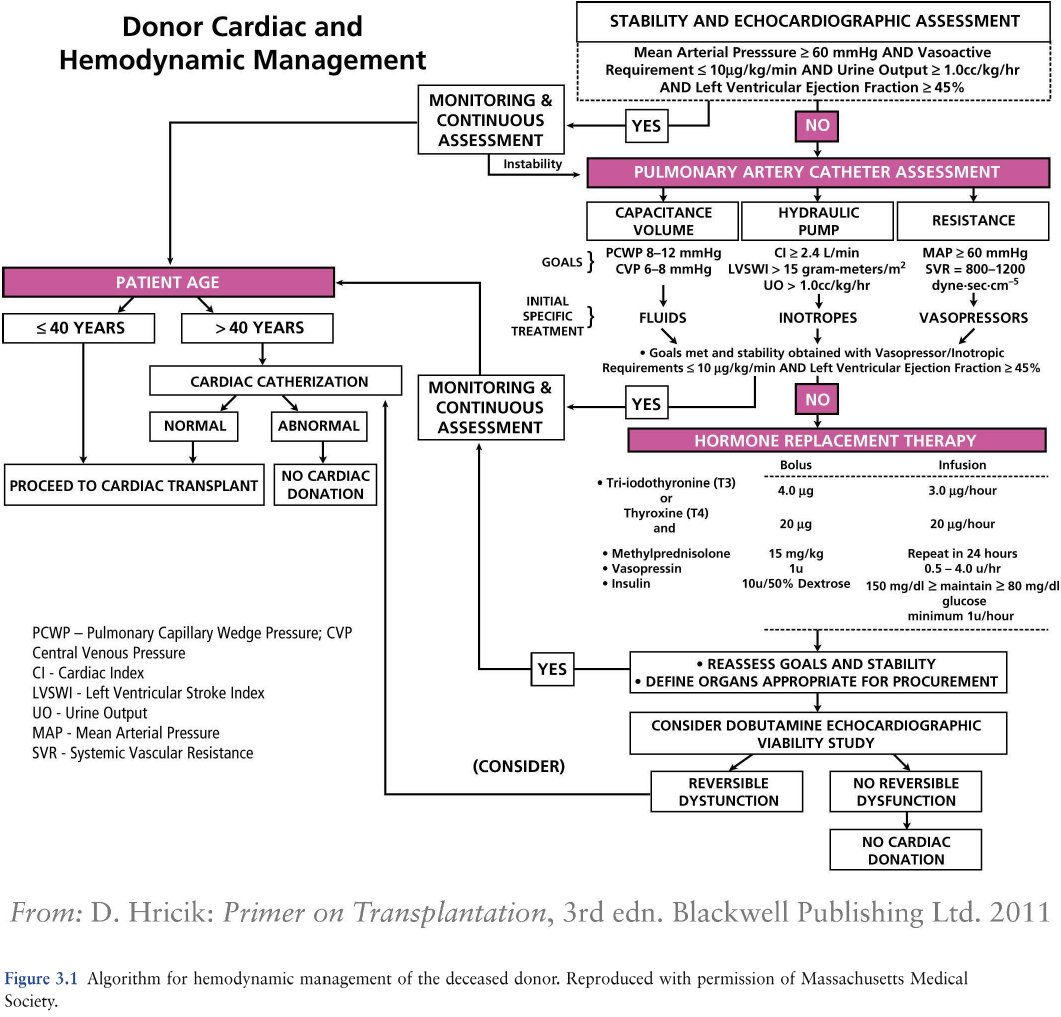 Donor Cardiac and
Hemodynamic Management
STABILITY AND ECHOCARDIOGRAPHIC ASSESSMENT
Mean Arterial Presssure ≥ 60 mmHg AND Vasoactive
Requirement ≤ 10µg/kg/min AND Urine Output ≥ 1.0cc/kg/hr
AND Left Ventricular Ejection Fraction ≥ 45%
MONITORING &
CONTINUOUS
ASSESSMENT
YES
NO
Instability
PULMONARY ARTERY CATHETER ASSESSMENT
CAPACITANCE
VOLUME
HYDRAULIC
PUMP
RESISTANCE
GOALS }
PCWP 8–12 mmHg
CVP 6–8 mmHg
CI ≥ 2.4 L/min
LVSWI > 15 gram-meters/m²
UO > 1.0cc/kg/hr
MAP ≥ 60 mmHg
SVR = 800–1200
dyne·sec·cm⁻⁵
INITIAL
SPECIFIC
TREATMENT }
FLUIDS
INOTROPES
VASOPRESSORS
• Goals met and stability obtained with Vasopressor/Inotropic
Requirements ≤ 10 µg/kg/min AND Left Ventricular Ejection Fraction ≥ 45%
PATIENT AGE
≤ 40 YEARS
> 40 YEARS
CARDIAC CATHERIZATION
NORMAL
ABNORMAL
PROCEED TO CARDIAC TRANSPLANT
NO CARDIAC
DONATION
MONITORING &
CONTINUOUS
ASSESSMENT
YES
NO
HORMONE REPLACEMENT THERAPY
Bolus Infusion
• Tri-iodothyronine (T3) 4.0 µg 3.0 µg/hour
or
Thyroxine (T4) 20 µg 20 µg/hour
and
• Methylprednisolone 15 mg/kg Repeat in 24 hours
• Vasopressin 1u 0.5 – 4.0 u/hr
• Insulin 10u/50% Dextrose 150 mg/dl ≥ maintain ≥ 80 mg/dl
glucose
minimum 1u/hour
YES
• REASSESS GOALS AND STABILITY
• DEFINE ORGANS APPROPRIATE FOR PROCUREMENT
CONSIDER DOBUTAMINE ECHOCARDIOGRAPHIC
VIABILITY STUDY
(CONSIDER)
REVERSIBLE
DYSTUNCTION
NO REVERSIBLE
DYSFUNCTION
NO CARDIAC
DONATION
PCWP – Pulmonary Capillary Wedge Pressure; CVP
Central Venous Pressure
CI - Cardiac Index
LVSWI - Left Ventricular Stroke Index
UO - Urine Output
MAP - Mean Arterial Pressure
SVR - Systemic Vascular Resistance
From: D. Hricik: Primer on Transplantation, 3rd edn. Blackwell Publishing Ltd. 2011
Figure 3.1 Algorithm for hemodynamic management of the deceased donor. Reproduced with permission of Massachusetts Medical
Society.